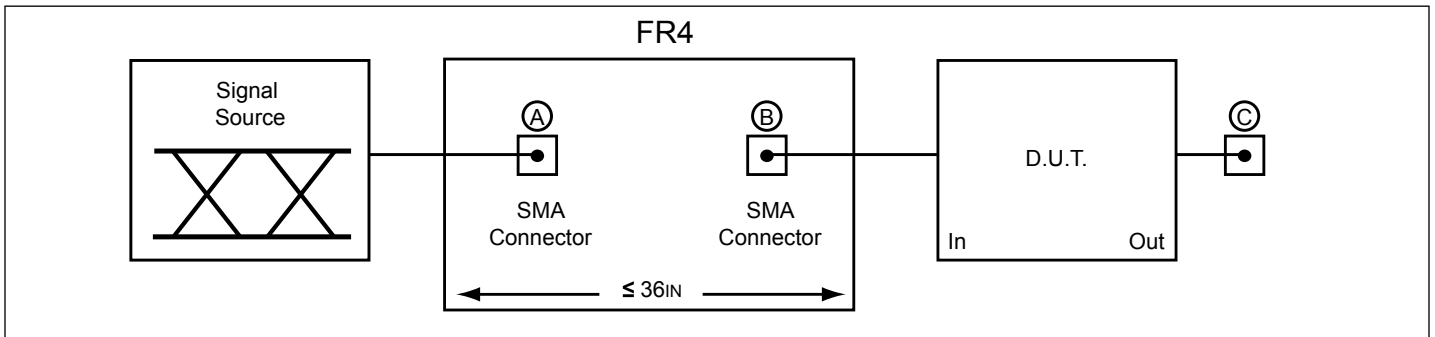 FR4
Signal
Source
A
B
C
D.U.T.
SMA
Connector
SMA
Connector
In
Out
≤ 36IN